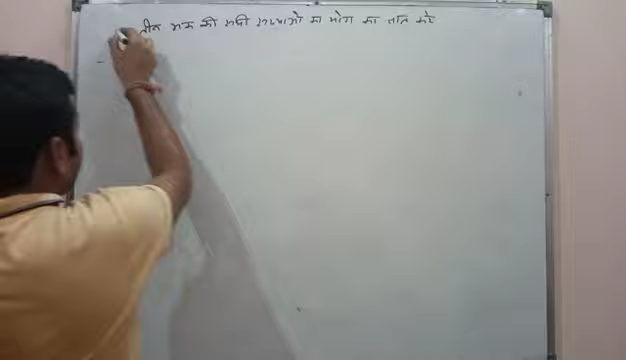 तीन अंक की सभी संख्याओं का योग का ज्ञात करें